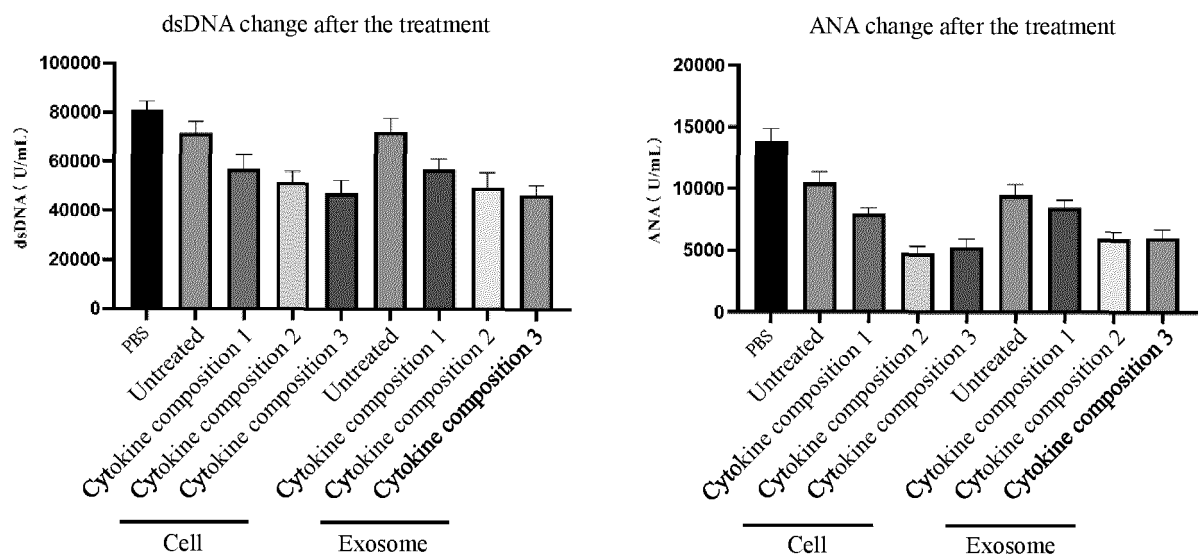 dsDNA change after the treatment
100000
80000
60000
40000
20000
0
dsDNA（U/mL）
PBS
Untreated
Cytokine composition 1
Cytokine composition 2
Cytokine composition 3
Untreated
Cytokine composition 1
Cytokine composition 2
Cytokine composition 3
Cell
Exosome
ANA change after the treatment
20000
15000
10000
5000
0
ANA（U/mL）
PBS
Untreated
Cytokine composition 1
Cytokine composition 2
Cytokine composition 3
Untreated
Cytokine composition 1
Cytokine composition 2
Cytokine composition 3
Cell
Exosome